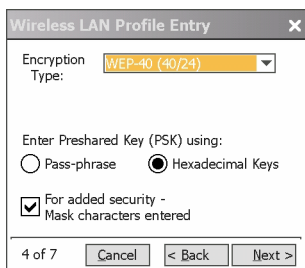 Wireless LAN Profile Entry X
Encryption
Type:
WEP-40 (40/24)
Enter Preshared Key (PSK) using:
Pass-phrase Hexadecimal Keys
For added security -
Mask characters entered
4 of 7 Cancel < Back Next >